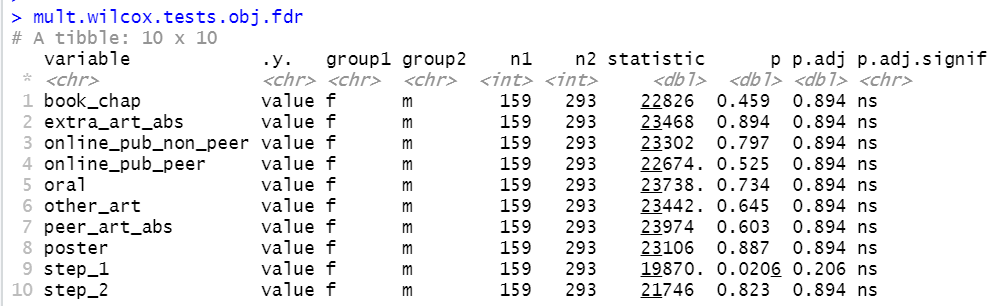 > mult.wilcox.tests.obj.fdr
# A tibble: 10 x 10
variable .y. group1 group2 n1 n2 statistic p p.adj p.adj.signif
* <chr> <chr> <chr> <chr> <int> <int> <dbl> <dbl> <dbl> <chr>
1 book_chap value f m 159 293 22826 0.459 0.894 ns
2 extra_art_abs value f m 159 293 23468 0.894 0.894 ns
3 online_pub_non_peer value f m 159 293 23302 0.797 0.894 ns
4 online_pub_peer value f m 159 293 22674. 0.525 0.894 ns
5 oral value f m 159 293 23738. 0.734 0.894 ns
6 other_art value f m 159 293 23442. 0.645 0.894 ns
7 peer_art_abs value f m 159 293 23974 0.603 0.894 ns
8 poster value f m 159 293 23106 0.887 0.894 ns
9 step_1 value f m 159 293 19870. 0.0206 0.206 ns
10 step_2 value f m 159 293 21746 0.823 0.894 ns